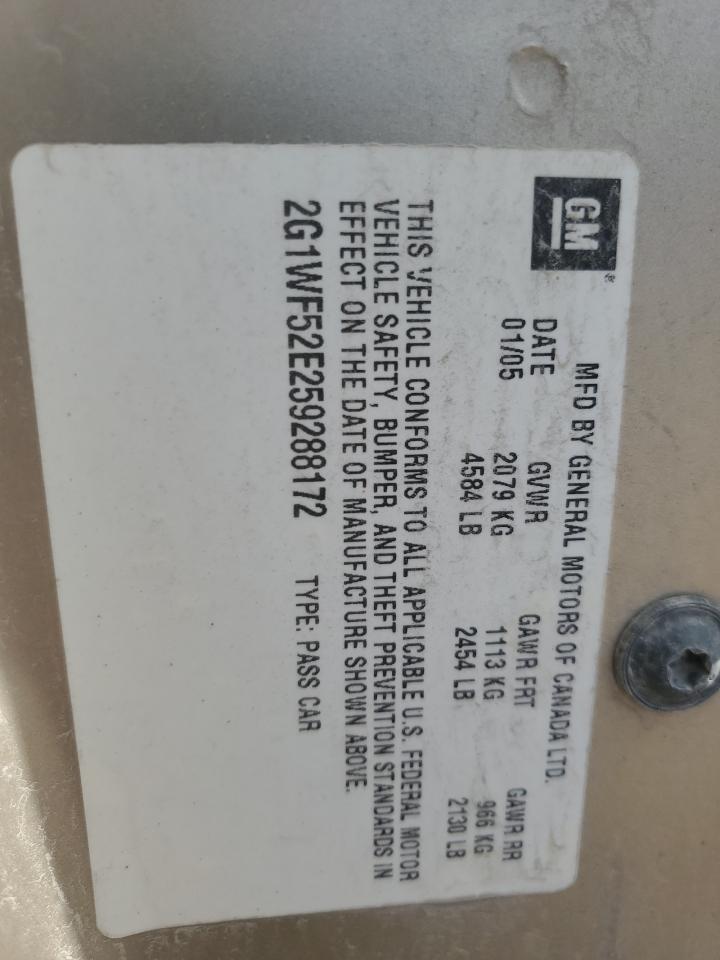 GM
MFD BY GENERAL MOTORS OF CANADA LTD.
DATE GVWR GAWR FRT GAWR RR
01/05 2079 KG 1113 KG 966 KG
4584 LB 2454 LB 2130 LB
THIS VEHICLE CONFORMS TO ALL APPLICABLE U.S. FEDERAL MOTOR
VEHICLE SAFETY, BUMPER, AND THEFT PREVENTION STANDARDS IN
EFFECT ON THE DATE OF MANUFACTURE SHOWN ABOVE.
2G1WF52E259288172 TYPE: PASS CAR